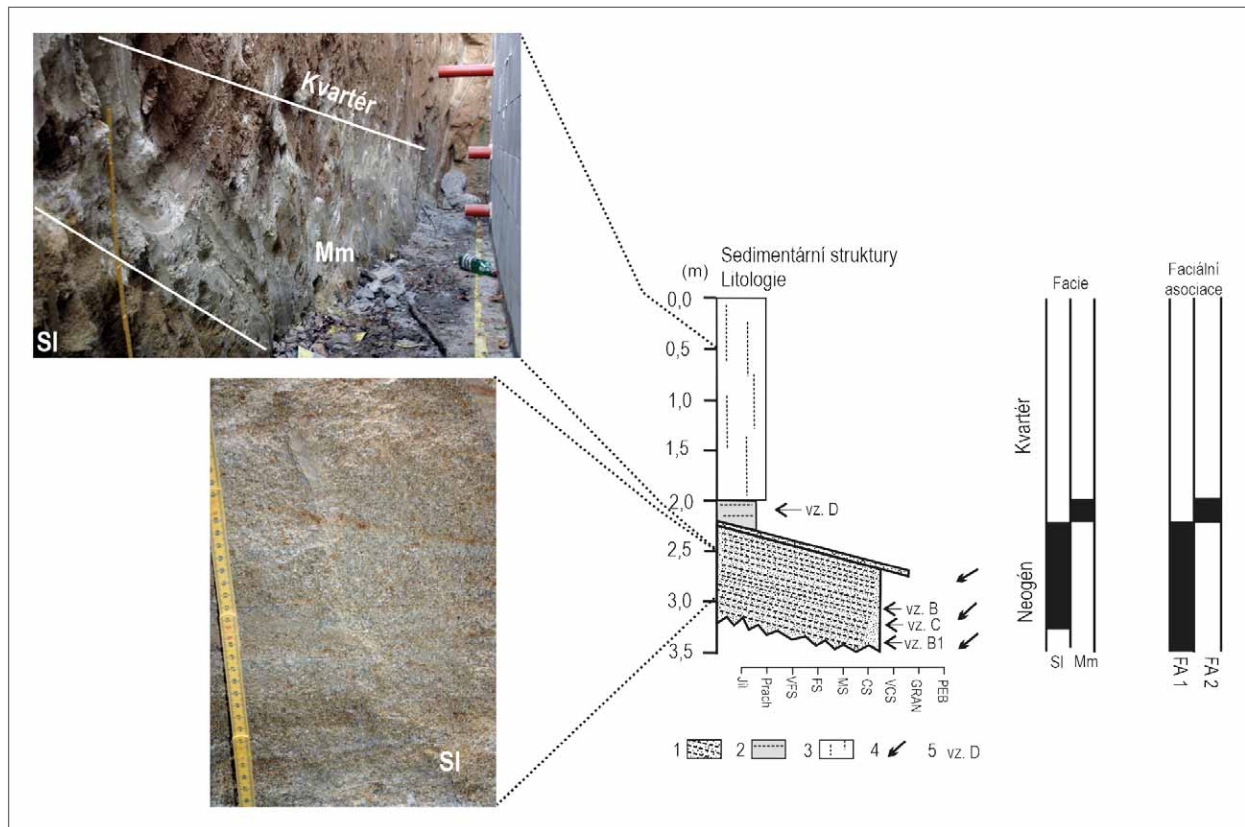 Kvartér
Mm
Sl
Sl
Sedimentární struktury
Litologie
(m)
0,0
0,5
1,0
1,5
2,0
2,5
3,0
3,5
vz. D
vz. B
vz. C
vz. B1
Jíl
Prach
VFS
FS
MS
CS
VCS
GRAN
PEB
1
2
3
4
5 vz. D
Facie
Kvartér
Neogén
Sl Mm
Faciální
asociace
FA 1
FA 2